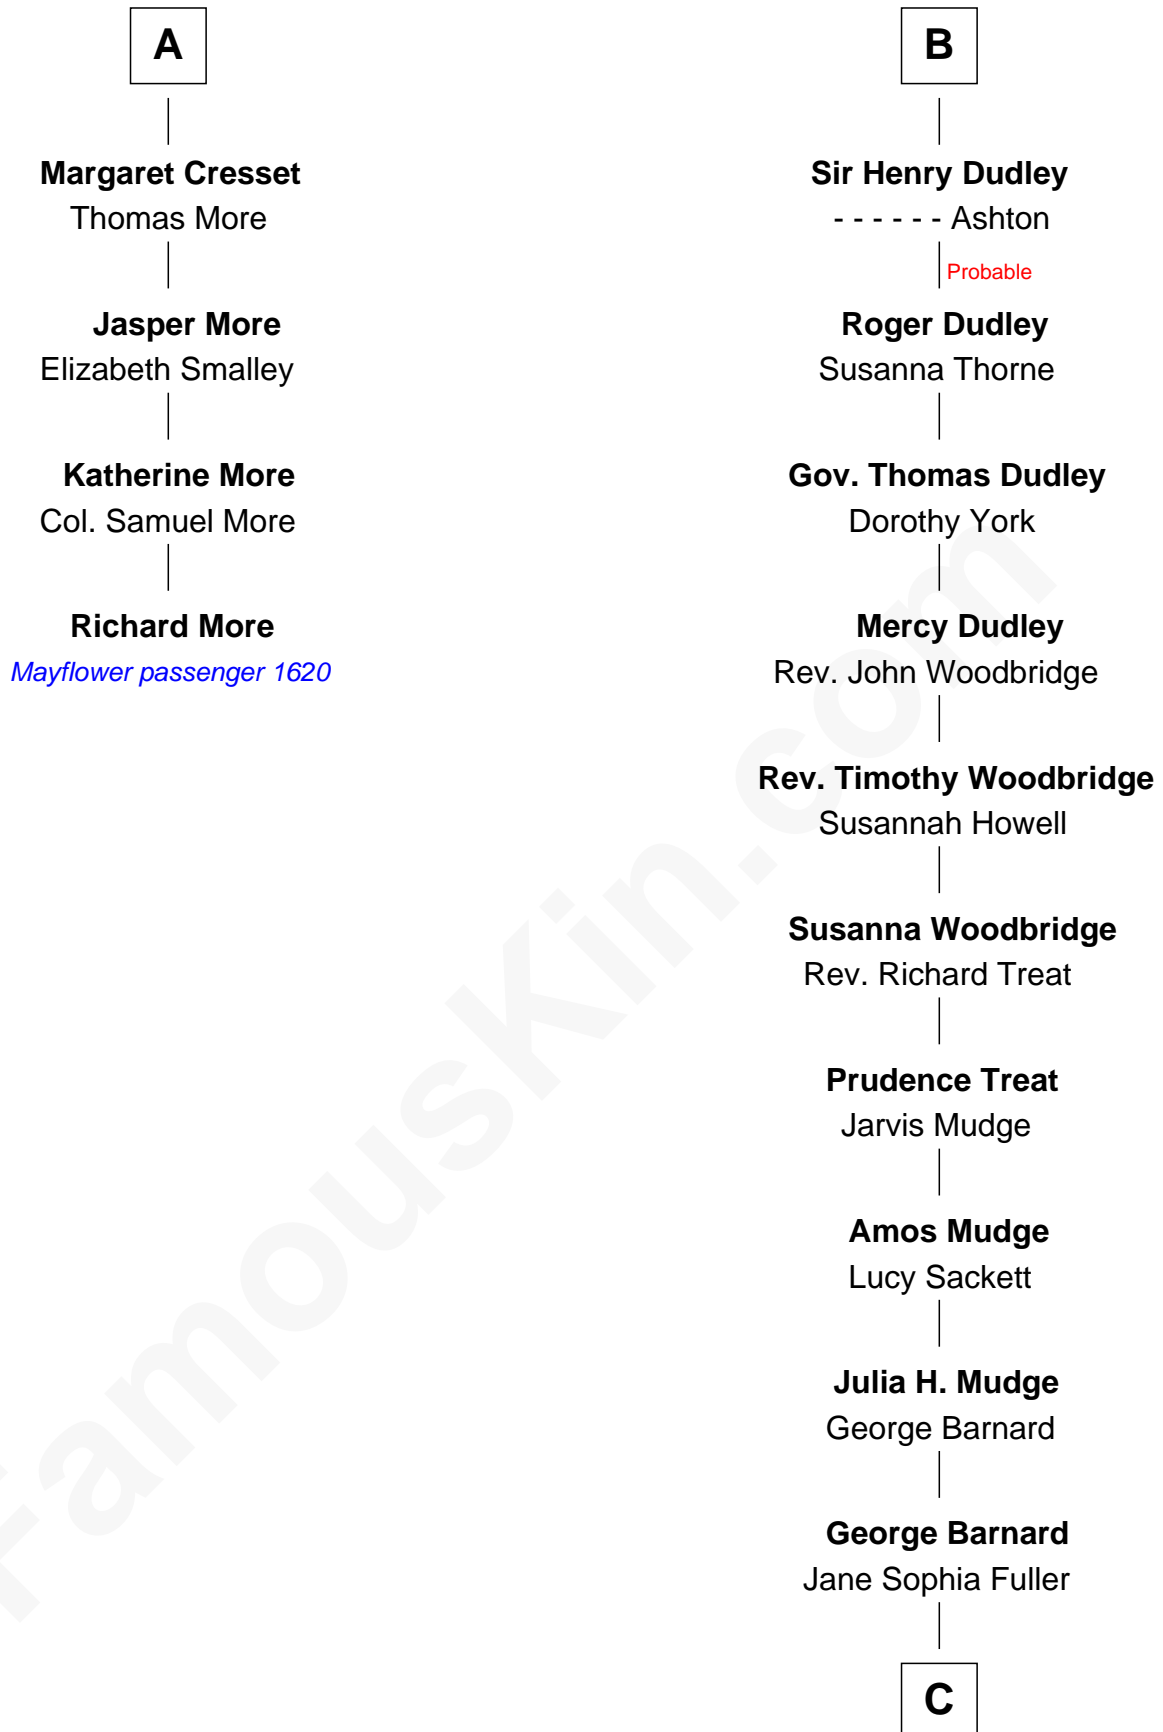 A
Margaret Cresset
Thomas More
Jasper More
Elizabeth Smalley
Katherine More
Col. Samuel More
Richard More
Mayflower passenger 1620
B
Sir Henry Dudley
- - - - - - Ashton
Probable
Roger Dudley
Susanna Thorne
Gov. Thomas Dudley
Dorothy York
Mercy Dudley
Rev. John Woodbridge
Rev. Timothy Woodbridge
Susannah Howell
Susanna Woodbridge
Rev. Richard Treat
Prudence Treat
Jarvis Mudge
Amos Mudge
Lucy Sackett
Julia H. Mudge
George Barnard
George Barnard
Jane Sophia Fuller
C
FamousKin.com